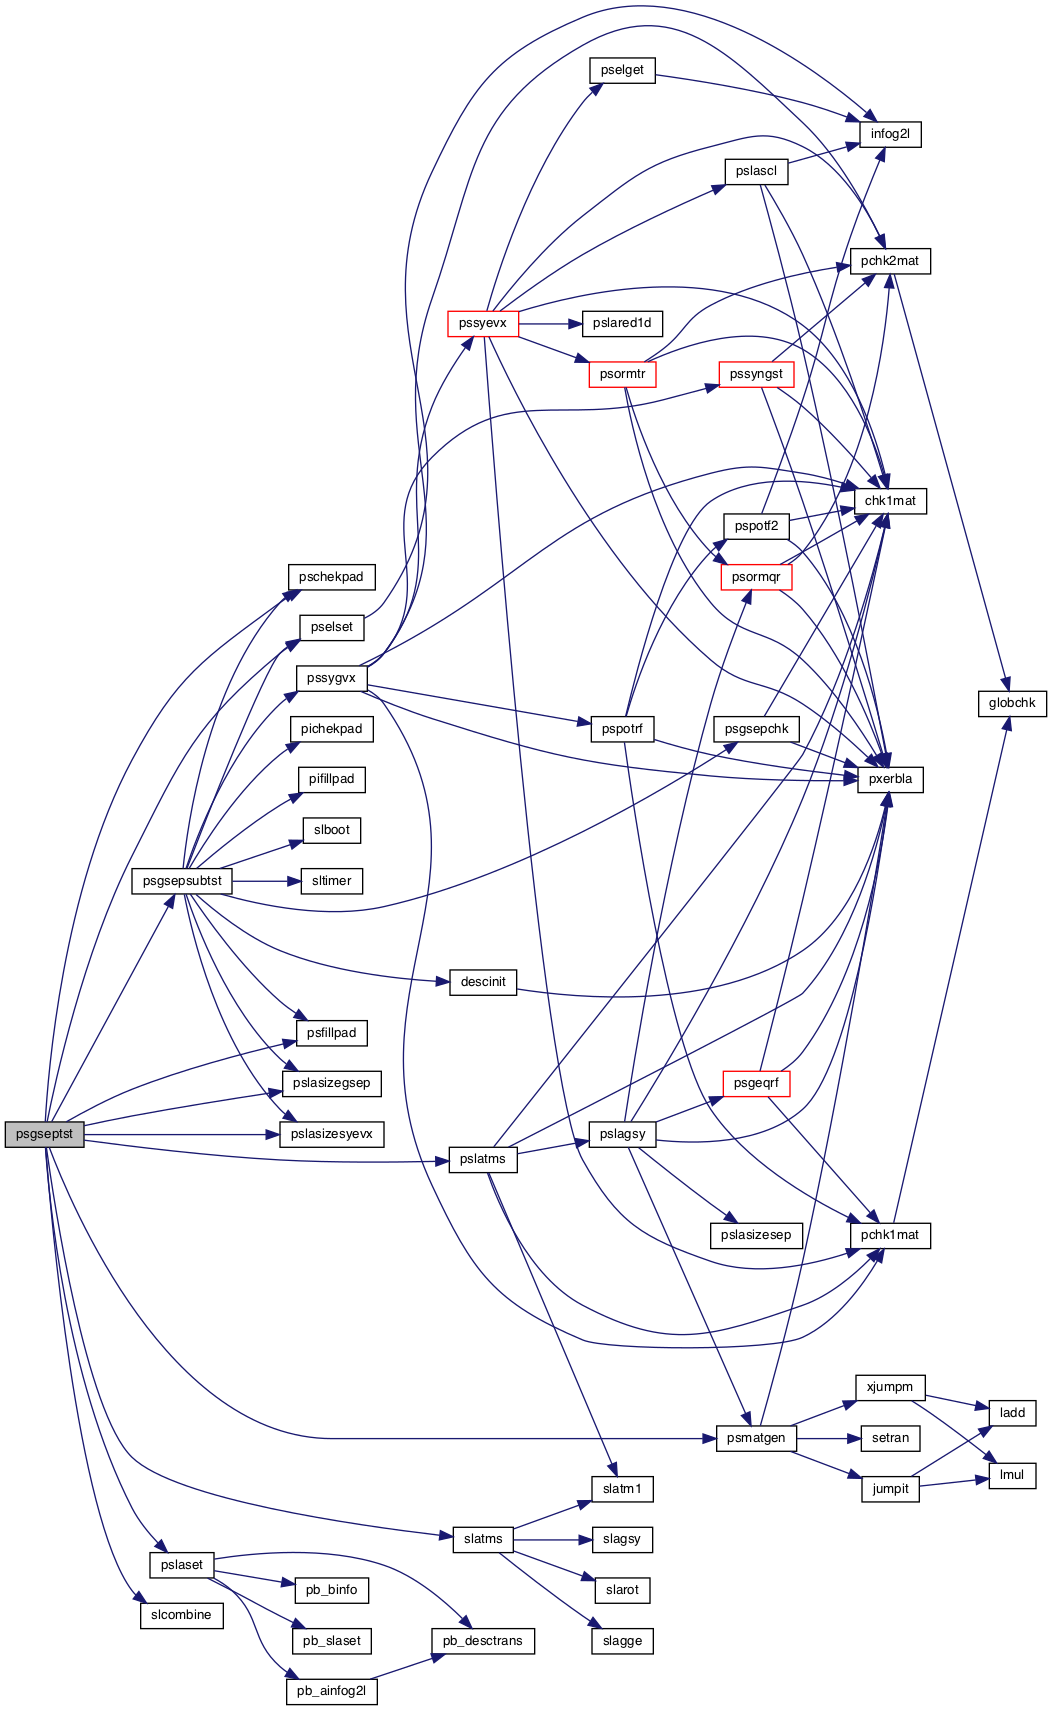 pselget
infog2l
pslascl
pchk2mat
pssyevx
pslared1d
psormtr
pssyngst
chk1mat
pspotf2
pschekpad
psormqr
pselset
pssygvx
globchk
pichekpad
pspotrf
psgsepchk
pifillpad
pxerbla
slboot
psgsepsubtst
sltimer
descinit
psfillpad
pslasizegsep
psgeqrf
psgseptst
pslasizesyevx
pslagsy
pslatms
pslasizesep
pchk1mat
xjumpm
ladd
psmatgen
setran
lmul
slatm1
jumpit
slatms
slagsy
pslaset
pb_binfo
slarot
slcombine
pb_slaset
pb_desctrans
slagge
pb_ainfog2l